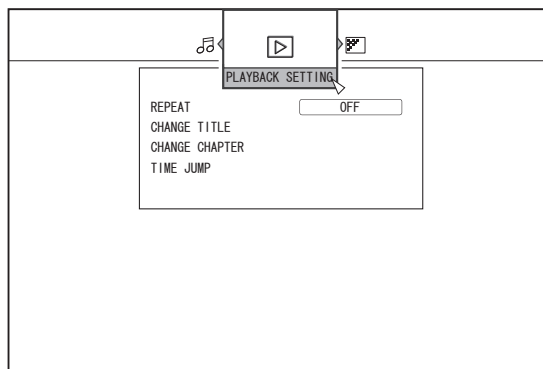 PLAYBACK SETTING
REPEAT OFF
CHANGE TITLE
CHANGE CHAPTER
TIME JUMP